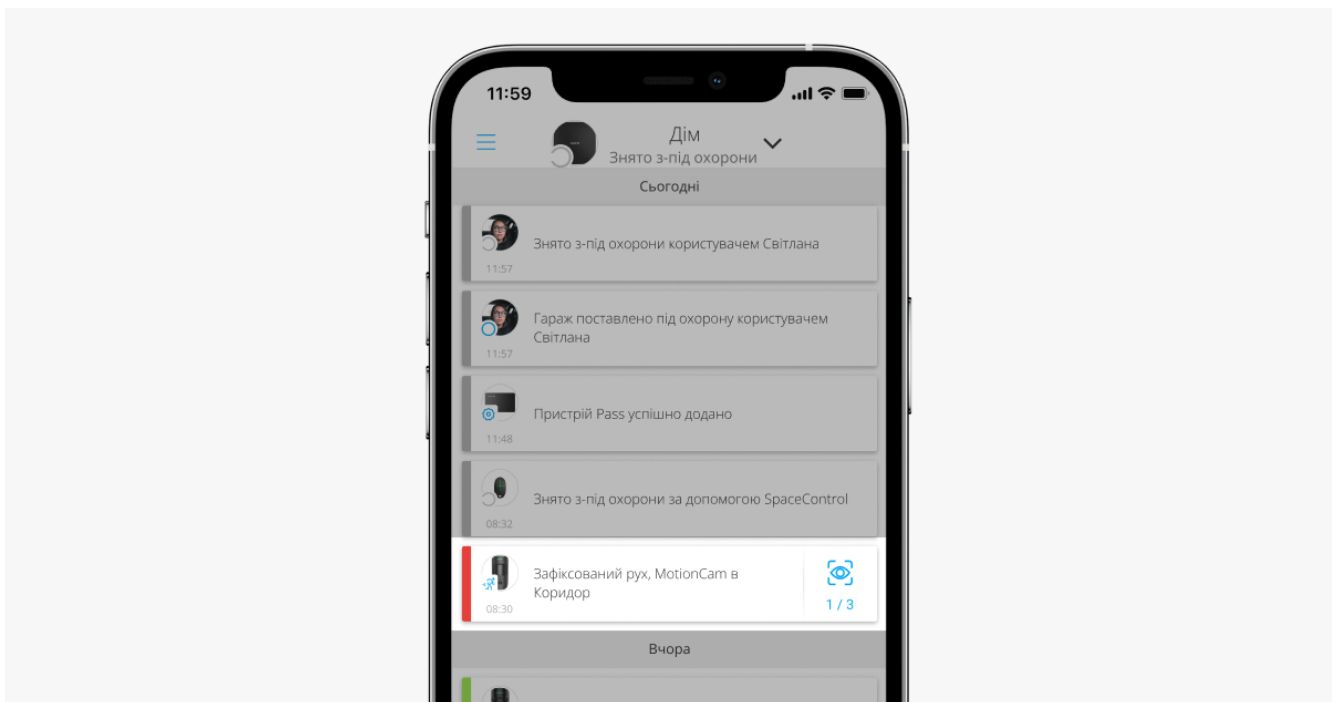 11:59
Дім
Знято з-під охорони
Сьогодні
Знято з-під охорони користувачем Світлана
11:57
Гараж поставлено під охорону користувачем
Світлана
11:57
Пристрій Pass успішно додано
11:48
Знято з-під охорони за допомогою SpaceControl
08:32
Зафіксований рух, MotionCam в
Коридор
08:30
1 / 3
Вчора